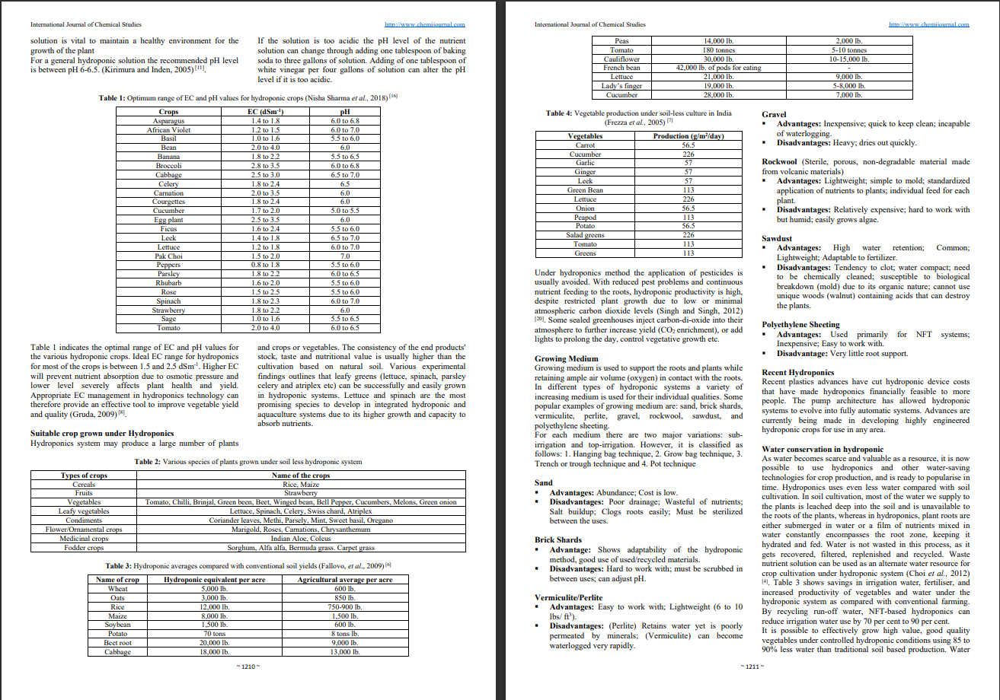 International Journal of Chemical Studies http://www.chemijournal.com
solution is vital to maintain a healthy environment for the
growth of the plant
For a general hydroponic solution the recommended pH level
is between pH 6-6.5. (Kirimura and Inden, 2005) [11].
If the solution is too acidic the pH level of the nutrient
solution can change through adding one tablespoon of baking
soda to three gallons of solution. Adding of one tablespoon of
white vinegar per four gallons of solution can alter the pH
level if it is too acidic.
Table 1: Optimum range of EC and pH values for hydroponic crops (Nisha Sharma et al., 2018) [16]
Crops EC (dSm-1) pH
Asparagus 1.4 to 1.8 6.0 to 6.8
African Violet 1.2 to 1.5 6.0 to 7.0
Basil 1.0 to 1.6 5.5 to 6.0
Bean 2.0 to 4.0 6.0
Banana 1.8 to 2.2 5.5 to 6.5
Broccoli 2.8 to 3.5 6.0 to 6.8
Cabbage 2.5 to 3.0 6.5 to 7.0
Celery 1.8 to 2.4 6.5
Carnation 2.0 to 3.5 6.0
Courgettes 1.8 to 2.4 6.0
Cucumber 1.7 to 2.0 5.0 to 5.5
Egg plant 2.5 to 3.5 6.0
Ficus 1.6 to 2.4 5.5 to 6.0
Leek 1.4 to 1.8 6.5 to 7.0
Lettuce 1.2 to 1.8 6.0 to 7.0
Pak Choi 1.5 to 2.0 7.0
Peppers 0.8 to 1.8 5.5 to 6.0
Parsley 1.8 to 2.2 6.0 to 6.5
Rhubarb 1.6 to 2.0 5.5 to 6.0
Rose 1.5 to 2.5 5.5 to 6.0
Spinach 1.8 to 2.3 6.0 to 7.0
Strawberry 1.8 to 2.2 6.0
Sage 1.0 to 1.6 5.5 to 6.5
Tomato 2.0 to 4.0 6.0 to 6.5
Table 1 indicates the optimal range of EC and pH values for
the various hydroponic crops. Ideal EC range for hydroponics
for most of the crops is between 1.5 and 2.5 dSm-1. Higher EC
will prevent nutrient absorption due to osmotic pressure and
lower level severely affects plant health and yield.
Appropriate EC management in hydroponics technology can
therefore provide an effective tool to improve vegetable yield
and quality (Gruda, 2009) [8].
Suitable crop grown under Hydroponics
Hydroponics system may produce a large number of plants
and crops or vegetables. The consistency of the end products'
stock, taste and nutritional value is usually higher than the
cultivation based on natural soil. Various experimental
findings outlines that leafy greens (lettuce, spinach, parsley
celery and atriplex etc) can be successfully and easily grown
in hydroponic systems. Lettuce and spinach are the most
promising species to develop in integrated hydroponic and
aquaculture systems due to its higher growth and capacity to
absorb nutrients.
Table 2: Various species of plants grown under soil less hydroponic system
Types of crops Name of the crops
Cereals Rice, Maize
Fruits Strawberry
Vegetables Tomato, Chilli, Brinjal, Green been, Beet, Winged bean, Bell Pepper, Cucumbers, Melons, Green onion
Leafy vegetables Lettuce, Spinach, Celery, Swiss chard, Atriplex
Condiments Coriander leaves, Methi, Parsely, Mint, Sweet basil, Oregano
Flower/Ornamental crops Marigold, Roses, Carnations, Chrysanthemum
Medicinal crops Indian Aloe, Coleus
Fodder crops Sorghum, Alfa alfa, Bermuda grass. Carpet grass
Table 3: Hydroponic averages compared with conventional soil yields (Fallovo, et al., 2009) [6]
Name of crop Hydroponic equivalent per acre Agricultural average per acre
Wheat 5,000 lb. 600 lb.
Oats 3,000 lb. 850 lb.
Rice 12,000 lb. 750-900 lb.
Maize 8,000 lb. 1,500 lb.
Soybean 1,500 lb. 600 lb.
Potato 70 tons 8 tons lb.
Beet root 20,000 lb. 9,000 lb.
Cabbage 18,000 lb. 13,000 lb.
~ 1210 ~
International Journal of Chemical Studies http://www.chemijournal.com
Peas 14,000 lb. 2,000 lb.
Tomato 180 tonnes 5-10 tonnes
Cauliflower 30,000 lb. 10-15,000 lb.
French bean 42,000 lb. of pods for eating -
Lettuce 21,000 lb. 9,000 lb.
Lady's finger 19,000 lb. 5-8,000 lb.
Cucumber 28,000 lb. 7,000 lb.
Table 4: Vegetable production under soil-less culture in India
(Frezza et al., 2005) [7]
Vegetables Production (g/m2/day)
Carrot 56.5
Cucumber 226
Garlic 57
Ginger 57
Leek 57
Green Bean 113
Lettuce 226
Onion 56.5
Peapod 113
Potato 56.5
Salad greens 226
Tomato 113
Greens 113
Under hydroponics method the application of pesticides is
usually avoided. With reduced pest problems and continuous
nutrient feeding to the roots, hydroponic productivity is high,
despite restricted plant growth due to low or minimal
atmospheric carbon dioxide levels (Singh and Singh, 2012)
[20]. Some sealed greenhouses inject carbon-di-oxide into their
atmosphere to further increase yield (CO2 enrichment), or add
lights to prolong the day, control vegetative growth etc.
Growing Medium
Growing medium is used to support the roots and plants while
retaining ample air volume (oxygen) in contact with the roots.
In different types of hydroponic systems a variety of
increasing medium is used for their individual qualities. Some
popular examples of growing medium are: sand, brick shards,
vermiculite, perlite, gravel, rockwool, sawdust, and
polyethylene sheeting.
For each medium there are two major variations: sub-
irrigation and top-irrigation. However, it is classified as
follows: 1. Hanging bag technique, 2. Grow bag technique, 3.
Trench or trough technique and 4. Pot technique
Sand
▪ Advantages: Abundance; Cost is low.
▪ Disadvantages: Poor drainage; Wasteful of nutrients;
Salt buildup; Clogs roots easily; Must be sterilized
between the uses.
Brick Shards
▪ Advantage: Shows adaptability of the hydroponic
method, good use of used/recycled materials.
▪ Disadvantages: Hard to work with; must be scrubbed in
between uses; can adjust pH.
Vermiculite/Perlite
▪ Advantages: Easy to work with; Lightweight (6 to 10
lbs/ ft3).
▪ Disadvantages: (Perlite) Retains water yet is poorly
permeated by minerals; (Vermiculite) can become
waterlogged very rapidly.
Gravel
▪ Advantages: Inexpensive; quick to keep clean; incapable
of waterlogging.
▪ Disadvantages: Heavy; dries out quickly.
Rockwool (Sterile, porous, non-degradable material made
from volcanic materials)
▪ Advantages: Lightweight; simple to mold; standardized
application of nutrients to plants; individual feed for each
plant.
▪ Disadvantages: Relatively expensive; hard to work with
but humid; easily grows algae.
Sawdust
▪ Advantages: High water retention; Common;
Lightweight; Adaptable to fertilizer.
▪ Disadvantages: Tendency to clot; water compact; need
to be chemically cleaned; susceptible to biological
breakdown (mold) due to its organic nature; cannot use
unique woods (walnut) containing acids that can destroy
the plants.
Polyethylene Sheeting
▪ Advantages: Used primarily for NFT systems;
Inexpensive; Easy to work with.
▪ Disadvantage: Very little root support.
Recent Hydroponics
Recent plastics advances have cut hydroponic device costs
that have made hydroponics financially feasible to more
people. The pump architecture has allowed hydroponic
systems to evolve into fully automatic systems. Advances are
currently being made in developing highly engineered
hydroponic crops for use in any area.
Water conservation in hydroponic
As water becomes scarce and valuable as a resource, it is now
possible to use hydroponics and other water-saving
technologies for crop production, and is ready to popularise in
time. Hydroponics uses even less water compared with soil
cultivation. In soil cultivation, most of the water we supply to
the plants is leached deep into the soil and is unavailable to
the roots of the plants, whereas in hydroponics, plant roots are
either submerged in water or a film of nutrients mixed in
water constantly encompasses the root zone, keeping it
hydrated and fed. Water is not wasted in this process, as it
gets recovered, filtered, replenished and recycled. Waste
nutrient solution can be used as an alternate water resource for
crop cultivation under hydroponic system (Choi et al., 2012)
[4]. Table 3 shows savings in irrigation water, fertiliser, and
increased productivity of vegetables and water under the
hydroponic system as compared with conventional farming.
By recycling run-off water, NFT-based hydroponics can
reduce irrigation water use by 70 per cent to 90 per cent.
It is possible to effectively grow high value, good quality
vegetables under controlled hydroponic conditions using 85 to
90% less water than traditional soil based production. Water
~ 1211 ~